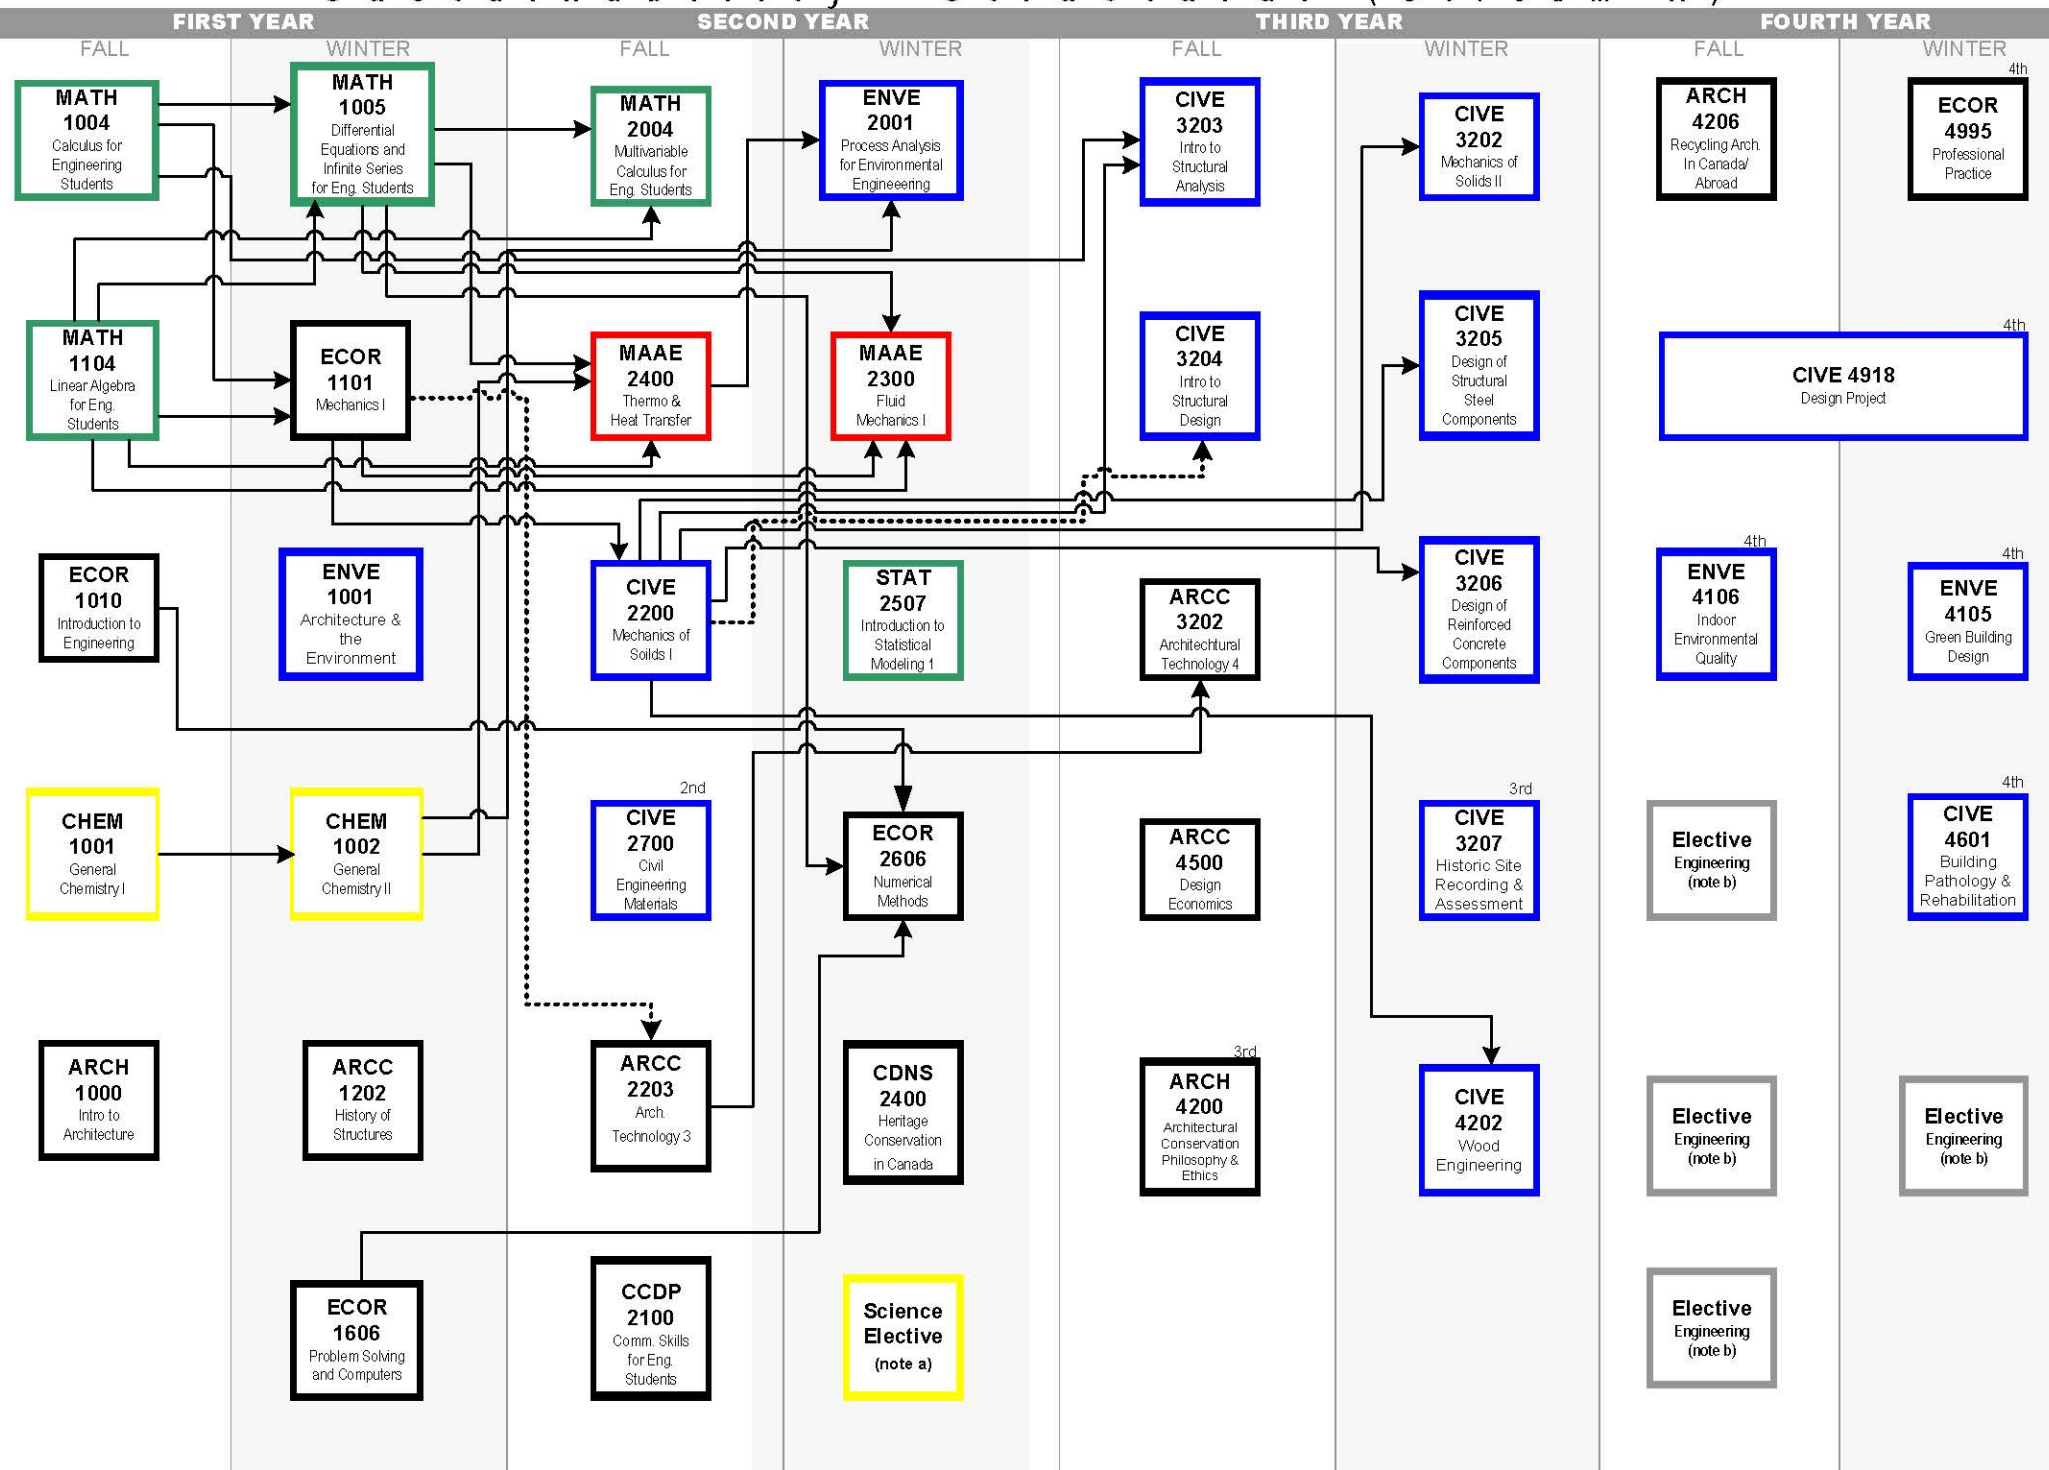 FIRST YEAR
SECOND YEAR
THIRD YEAR
FOURTH YEAR
FALL
WINTER
FALL
WINTER
FALL
WINTER
FALL
WINTER
MATH
1004
Calculus for
Engineering
Students
MATH
1005
Differential
Equations and
Infinite Series
for Eng. Students
MATH
2004
Multivariable
Calculus for
Eng. Students
ENVE
2001
Process Analysis
for Environmental
Engineeering
CIVE
3203
Intro to
Structural
Analysis
CIVE
3202
Mechanics of
Solids II
ARCH
4206
Recycling Arch.
In Canada/
Abroad
4th
ECOR
4995
Professional
Practice
MATH
1104
Linear Algebra
for Eng.
Students
ECOR
1101
Mechanics I
MAAE
2400
Thermo &
Heat Transfer
MAAE
2300
Fluid
Mechanics I
CIVE
3204
Intro to
Structural
Design
CIVE
3205
Design of
Structural
Steel
Components
4th
CIVE 4918
Design Project
ECOR
1010
Introduction to
Engineering
ENVE
1001
Architecture &
the
Environment
CIVE
2200
Mechanics of
Soilds I
STAT
2507
Introduction to
Statistical
Modeling 1
ARCC
3202
Architechtural
Technology 4
CIVE
3206
Design of
Reinforced
Concrete
Components
4th
ENVE
4106
Indoor
Environmental
Quality
4th
ENVE
4105
Green Building
Design
CHEM
1001
General
Chemistry I
CHEM
1002
General
Chemistry II
2nd
CIVE
2700
Civil
Engineering
Materials
ECOR
2606
Numerical
Methods
ARCC
4500
Design
Economics
3rd
CIVE
3207
Historic Site
Recording &
Assessment
Elective
Engineering
(note b)
4th
CIVE
4601
Building
Pathology &
Rehabilitation
ARCH
1000
Intro to
Architecture
ARCC
1202
History of
Structures
ARCC
2203
Arch.
Technology 3
CDNS
2400
Heritage
Conservation
in Canada
3rd
ARCH
4200
Architectural
Conservation
Philosophy &
Ethics
CIVE
4202
Wood
Engineering
Elective
Engineering
(note b)
Elective
Engineering
(note b)
ECOR
1606
Problem Solving
and Computers
CCDP
2100
Comm. Skills
for Eng.
Students
Science
Elective
(note a)
Elective
Engineering
(note b)